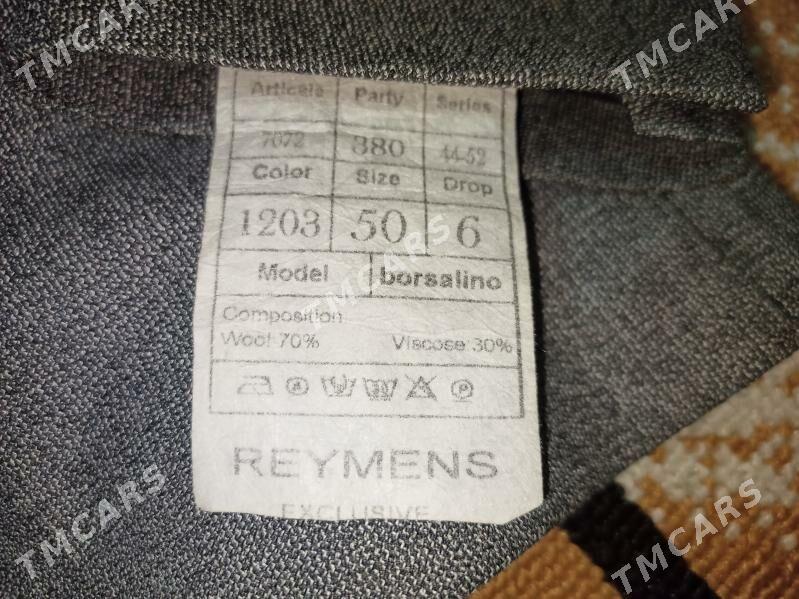 TMCARS
TMCARS
Articele Party Series
7072 380 44-52
Color Size Drop
1203 50 6
Model borsalino
TMCARS
Composition
Wool 70% Viscose 30%
REYMENS
EXCLUSIVE
TMCARS
TMCARS